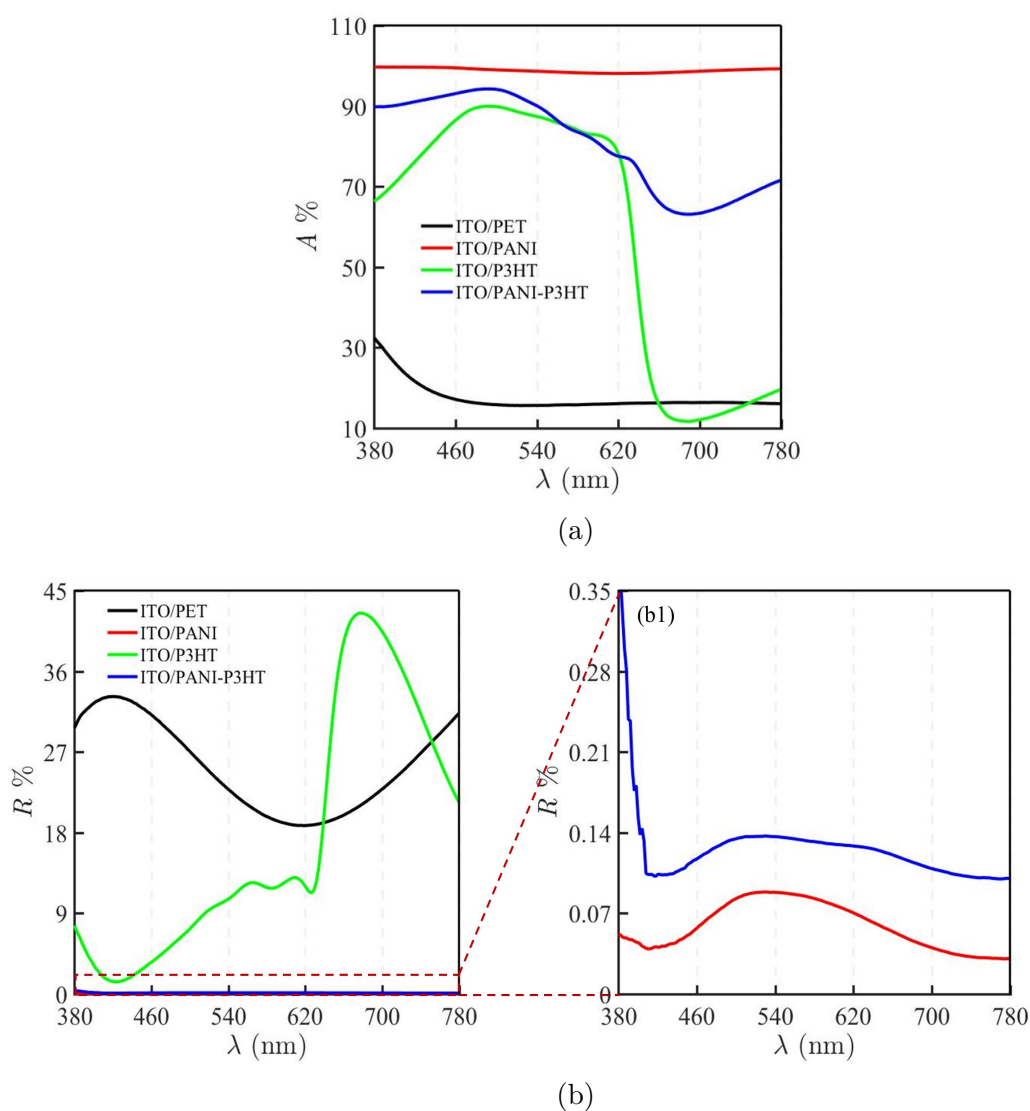 110
90
70
50
30
10
A %
ITO/PET
ITO/PANI
ITO/P3HT
ITO/PANI-P3HT
380 460 540 620 700 780
λ (nm)
(a)
45
36
27
18
9
0
R %
ITO/PET
ITO/PANI
ITO/P3HT
ITO/PANI-P3HT
380 460 540 620 700 780
λ (nm)
(b1)
0.35
0.28
0.21
0.14
0.07
0
R %
380 460 540 620 700 780
λ (nm)
(b)